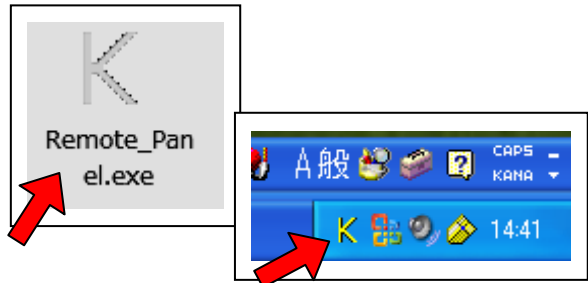 K
Remote_Pan
el.exe
A般
?
CAPS
KANA
K
14:41